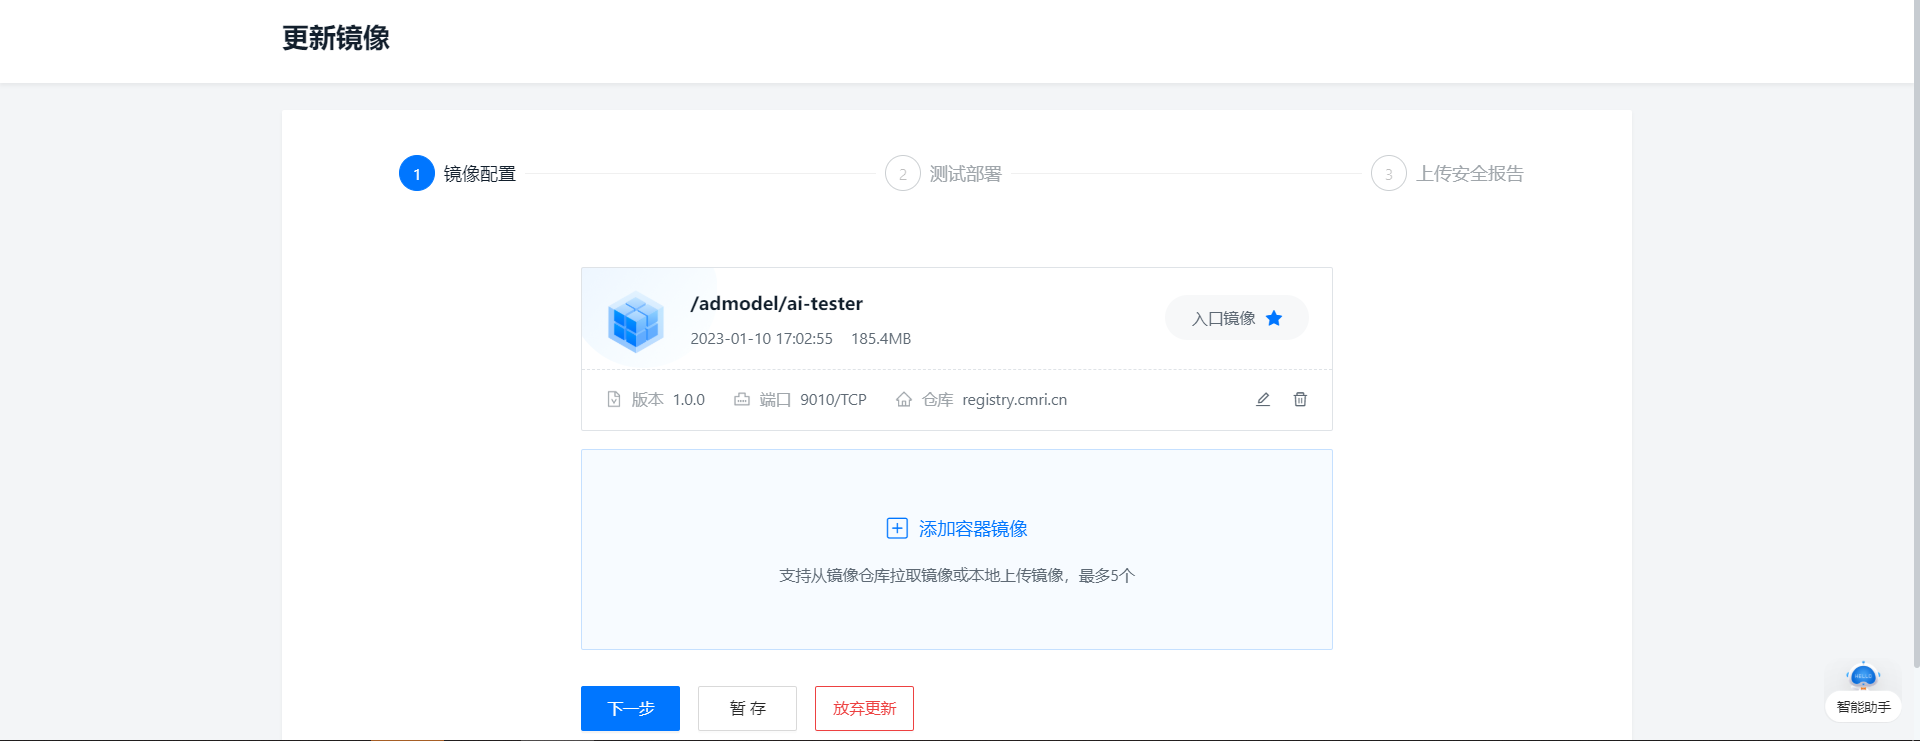 更新镜像
1 镜像配置
2 测试部署
3 上传安全报告
/admodel/ai-tester
2023-01-10 17:02:55 185.4MB
入口镜像
版本 1.0.0 端口 9010/TCP 仓库 registry.cmri.cn
添加容器镜像
支持从镜像仓库拉取镜像或本地上传镜像，最多5个
下一步 暂 存 放弃更新
HELLO
智能助手